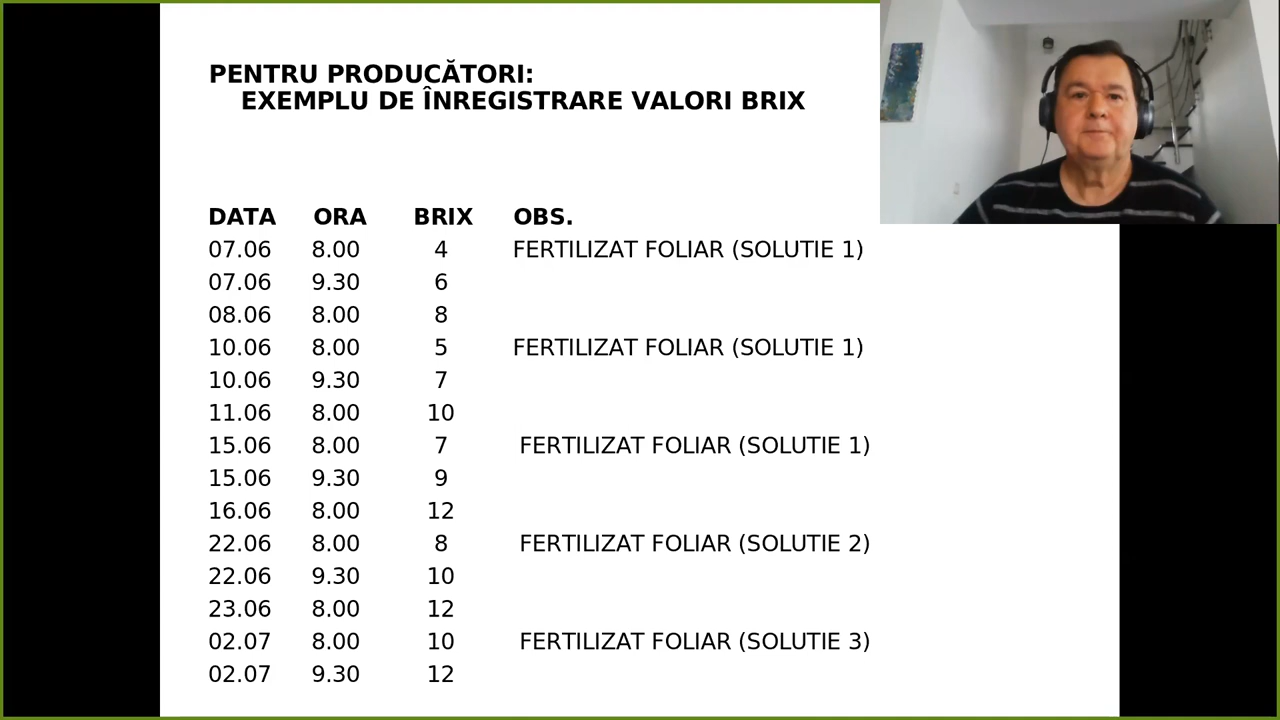 PENTRU PRODUCĂTORI:
EXEMPLU DE ÎNREGISTRARE VALORI BRIX
DATA ORA BRIX OBS.
07.06 8.00 4 FERTILIZAT FOLIAR (SOLUTIE 1)
07.06 9.30 6
08.06 8.00 8
10.06 8.00 5 FERTILIZAT FOLIAR (SOLUTIE 1)
10.06 9.30 7
11.06 8.00 10
15.06 8.00 7 FERTILIZAT FOLIAR (SOLUTIE 1)
15.06 9.30 9
16.06 8.00 12
22.06 8.00 8 FERTILIZAT FOLIAR (SOLUTIE 2)
22.06 9.30 10
23.06 8.00 12
02.07 8.00 10 FERTILIZAT FOLIAR (SOLUTIE 3)
02.07 9.30 12